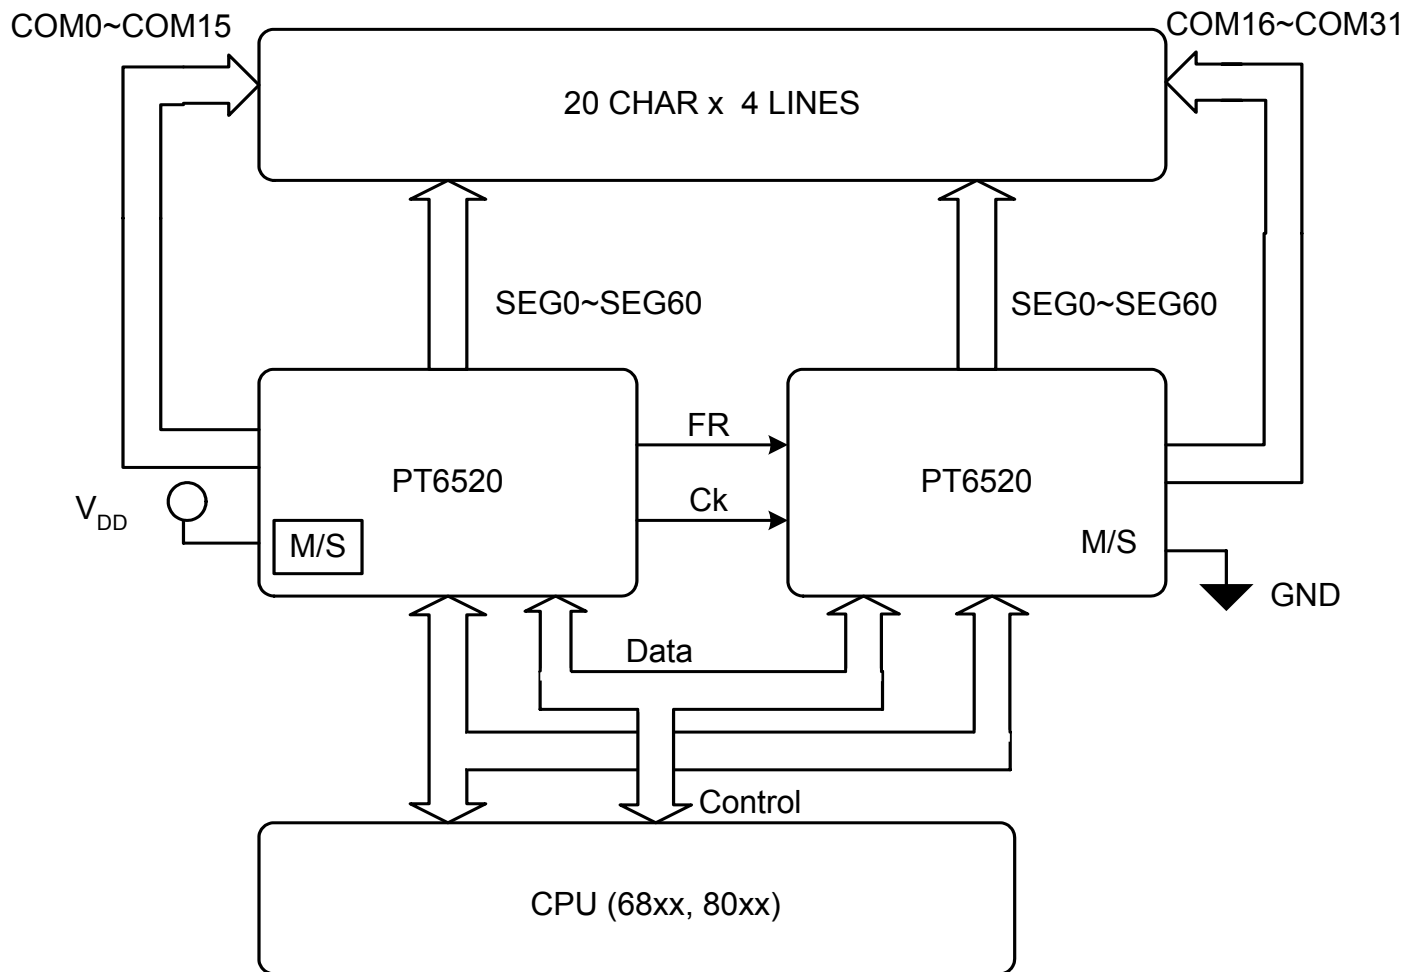 COM0~COM15
COM16~COM31
20 CHAR x 4 LINES
SEG0~SEG60
SEG0~SEG60
FR
PT6520
PT6520
Ck
VDD
M/S
M/S
GND
Data
Control
CPU (68xx, 80xx)